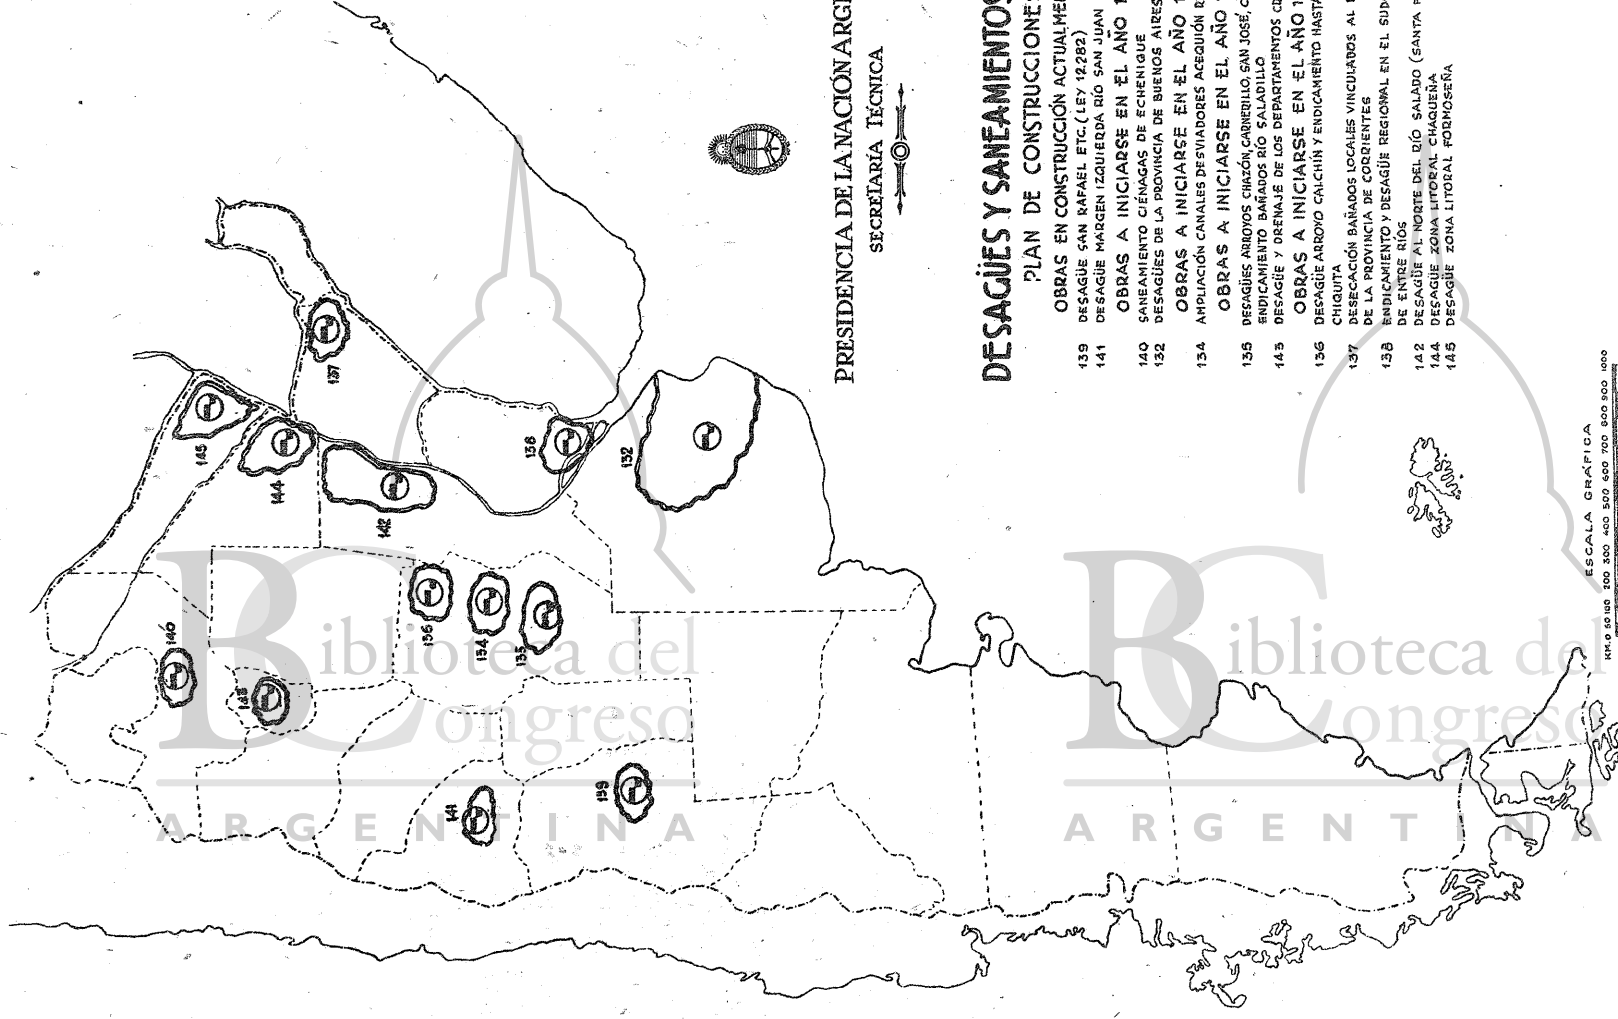 PRESIDENCIA DE LA NACIÓN ARGE
SECRETARÍA TÉCNICA
DESAGÜES Y SANEAMIENTOS
PLAN DE CONSTRUCCIONES
OBRAS EN CONSTRUCCIÓN ACTUALME
139 DESAGÜE SAN RAFAEL ETC. (LEY 12.282)
141 DESAGÜE MARGEN IZQUIERDA RÍO SAN JUAN
OBRAS A INICIARSE EN EL AÑO 1
140 SANEAMIENTO CIÉNAGAS DE ECHENIQUE
132 DESAGÜES DE LA PROVINCIA DE BUENOS AIRES
OBRAS A INICIARSE EN EL AÑO 1
134 AMPLIACIÓN CANALES DESVIADORES ACEQUIÓN R
OBRAS A INICIARSE EN EL AÑO
135 DESAGÜES ARROYOS CHAZÓN, CARNERILLO, SAN JOSÉ, C
ENDICAMIENTO BAÑADOS RÍO SALADILLO
143 DESAGÜE Y DRENAJE DE LOS DEPARTAMENTOS CR
OBRAS A INICIARSE EN EL AÑO 1
136 DESAGÜE ARROYO CALCHÍN Y ENDICAMIENTO HASTA
CHIQUITA
137 DESECACIÓN BAÑADOS LOCALES VINCULADOS AL
DE LA PROVINCIA DE CORRIENTES
138 ENDICAMIENTO Y DESAGÜE REGIONAL EN EL SUD
DE ENTRE RÍOS
142 DESAGÜE AL NORTE DEL RÍO SALADO (SANTA F
144 DESAGÜE ZONA LITORAL CHAQUEÑA
145 DESAGÜE ZONA LITORAL FORMOSEÑA
ESCALA GRÁFICA
KM. 0 50 100 200 300 400 500 600 700 800 900 1000
145
144
137
142
138
132
140
143
136
134
135
141
139
Biblioteca del
Congreso
ARGENTINA
Biblioteca del
Congreso
ARGENTINA